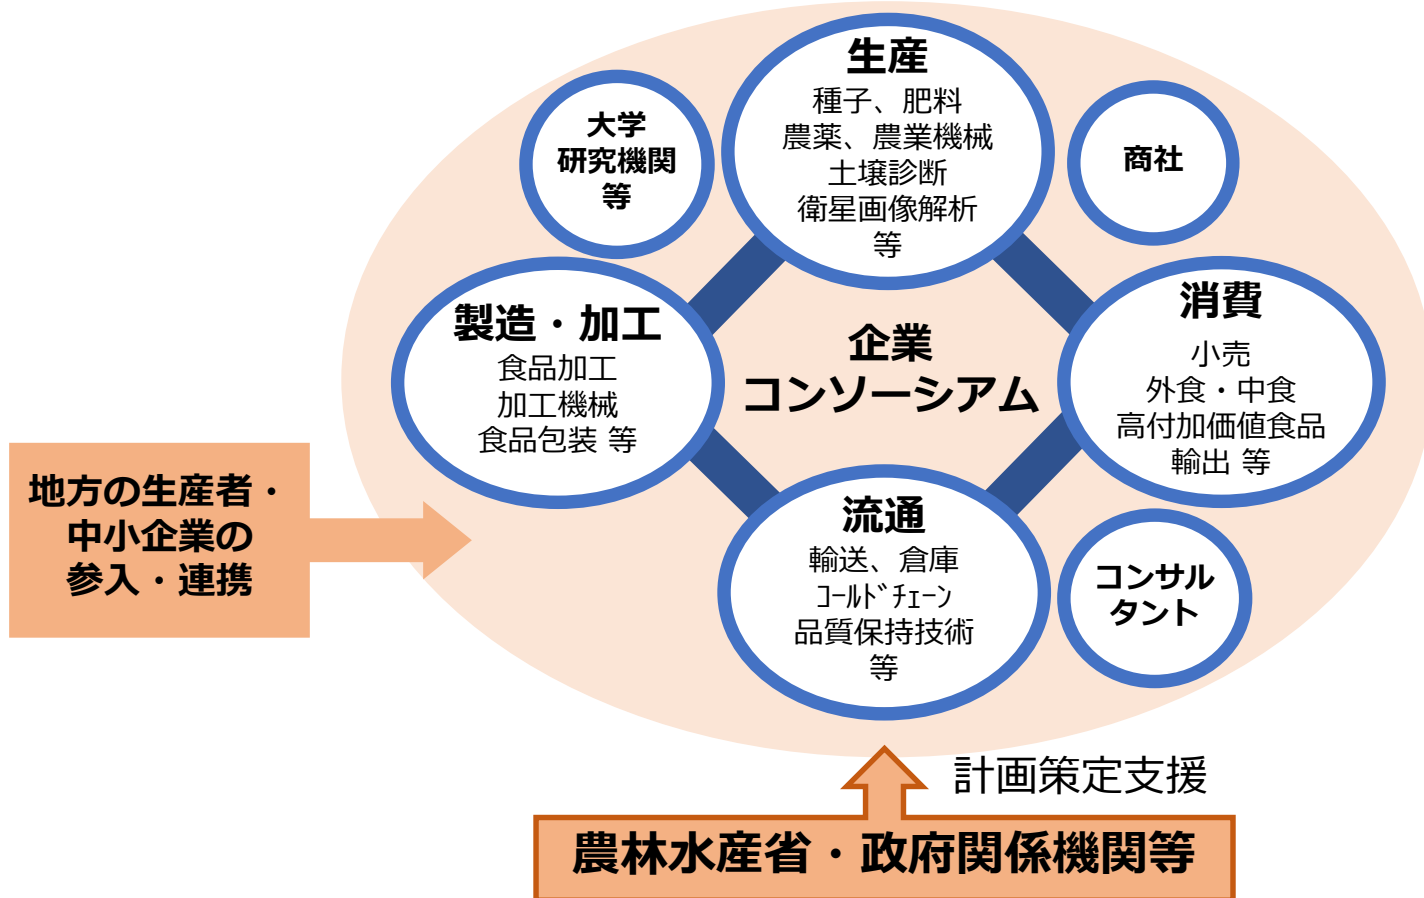 生産
種子、肥料
農薬、農業機械
土壌診断
衛星画像解析
等
大学
研究機関
等
商社
製造・加工
食品加工
加工機械
食品包装 等
企業
コンソーシアム
消費
小売
外食・中食
高付加価値食品
輸出 等
地方の生産者・
中小企業の
参入・連携
流通
輸送、倉庫
ｺｰﾙﾄﾞﾁｪｰﾝ
品質保持技術
等
コンサル
タント
計画策定支援
農林水産省・政府関係機関等